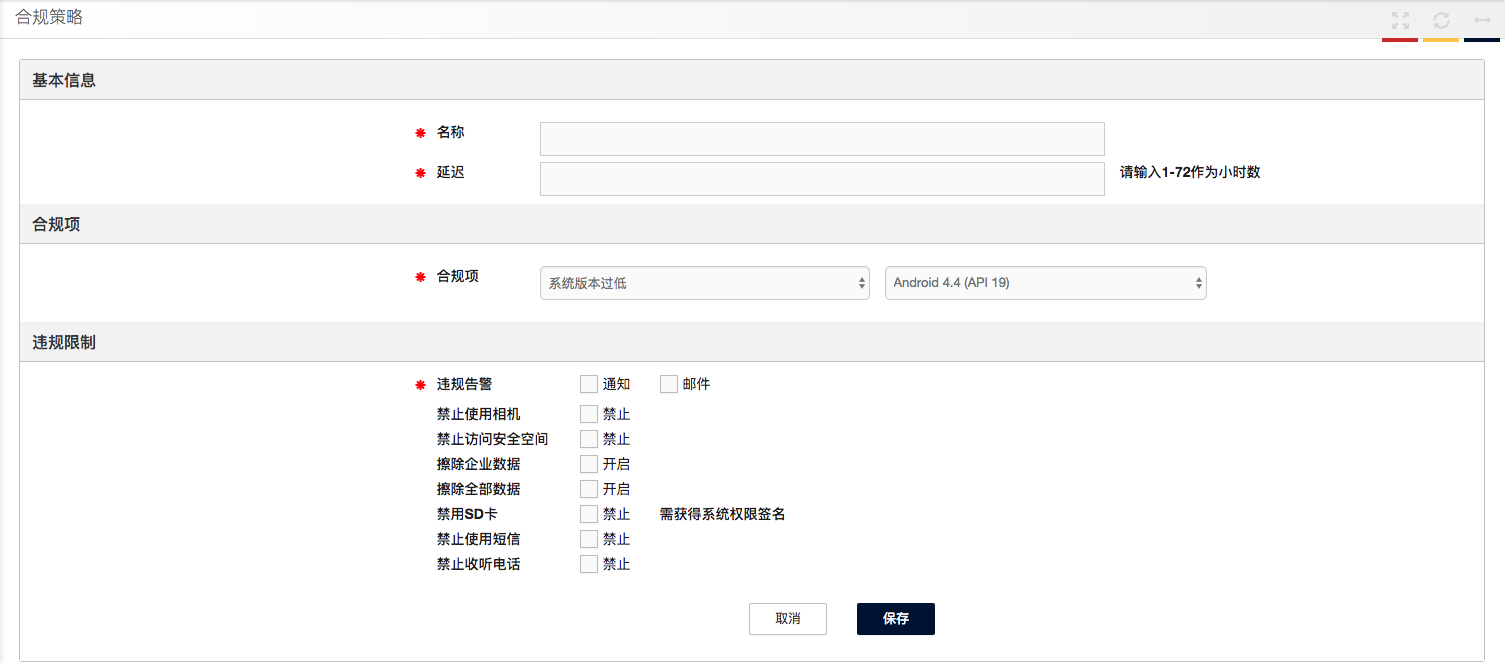 合规策略
基本信息
名称
延迟 请输入1-72作为小时数
合规项
合规项 系统版本过低 Android 4.4 (API 19)
违规限制
违规告警 通知 邮件
禁止使用相机 禁止
禁止访问安全空间 禁止
擦除企业数据 开启
擦除全部数据 开启
禁用SD卡 禁止 需获得系统权限签名
禁止使用短信 禁止
禁止收听电话 禁止
取消 保存